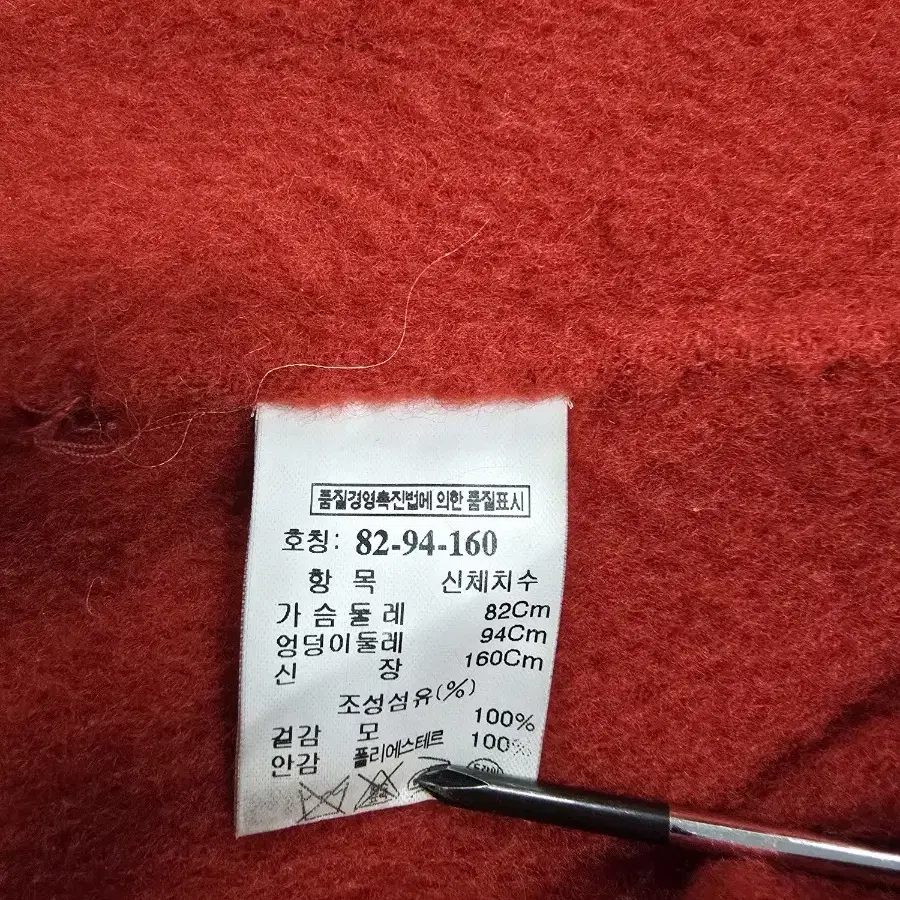 품질경영촉진법에 의한 품질표시
호칭: 82-94-160
항 목 신체치수
가 슴 둘 레 82Cm
엉덩이둘레 94Cm
신 장 160Cm
조성섬유(%)
겉감 모 100%
안감 폴리에스테르 100%